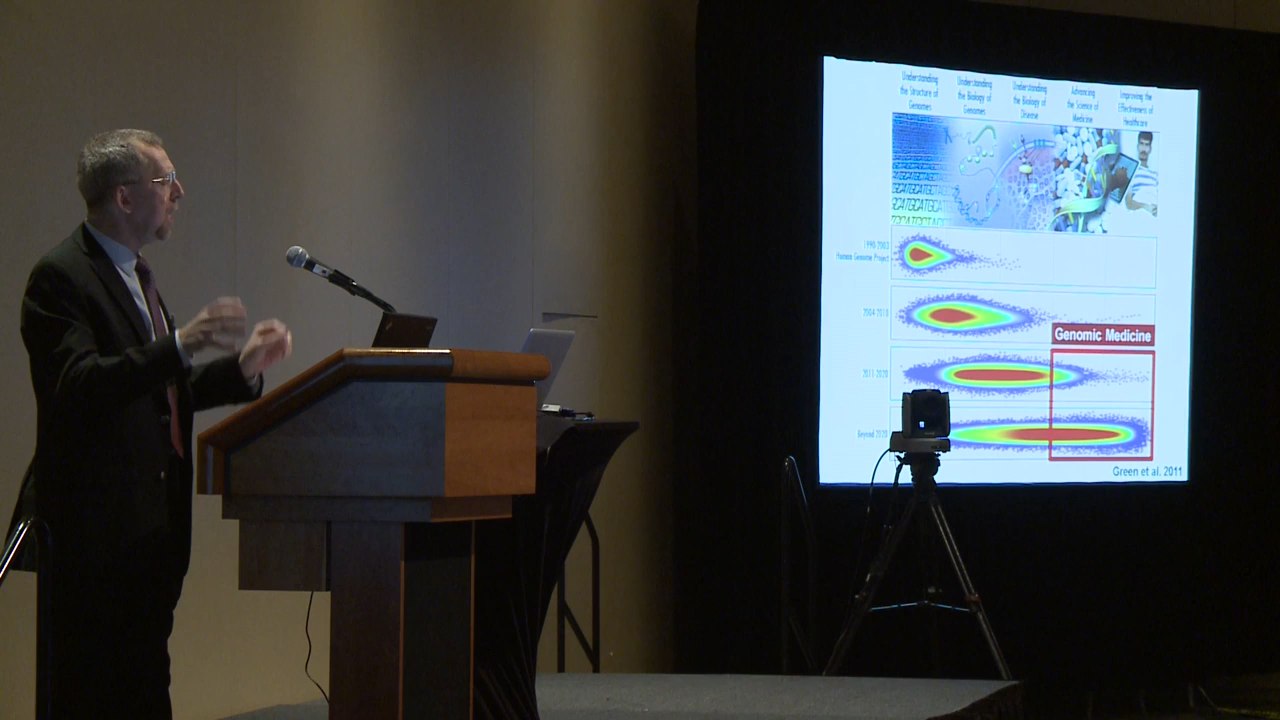 Understanding
the Structure of
Genomes
Understanding
the Biology of
Genomes
Understanding
the Biology of
Disease
Advancing
the Science of
Medicine
Improving the
Effectiveness of
Healthcare
GCATGCATGCAT
GCATGCATGCAT
1990-2003
Human Genome Project
2004-2010
Genomic Medicine
2011-2020
Beyond 2020
Green et al. 2011